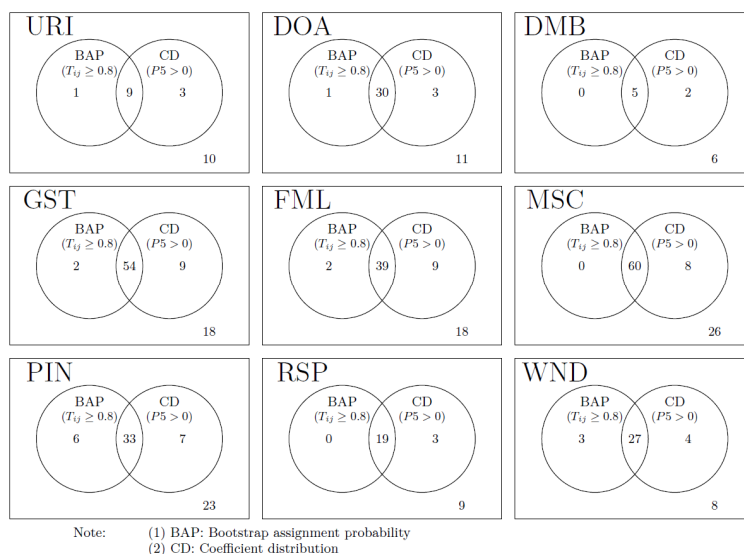 URI DOA DMB
BAP CD BAP CD BAP CD
(T_ij ≥ 0.8) (P5 > 0) (T_ij ≥ 0.8) (P5 > 0) (T_ij ≥ 0.8) (P5 > 0)
1 9 3 1 30 3 0 5 2
10 11 6
GST FML MSC
BAP CD BAP CD BAP CD
(T_ij ≥ 0.8) (P5 > 0) (T_ij ≥ 0.8) (P5 > 0) (T_ij ≥ 0.8) (P5 > 0)
2 54 9 2 39 9 0 60 8
18 18 26
PIN RSP WND
BAP CD BAP CD BAP CD
(T_ij ≥ 0.8) (P5 > 0) (T_ij ≥ 0.8) (P5 > 0) (T_ij ≥ 0.8) (P5 > 0)
6 33 7 0 19 3 3 27 4
23 9 8
Note: (1) BAP: Bootstrap assignment probability
(2) CD: Coefficient distribution